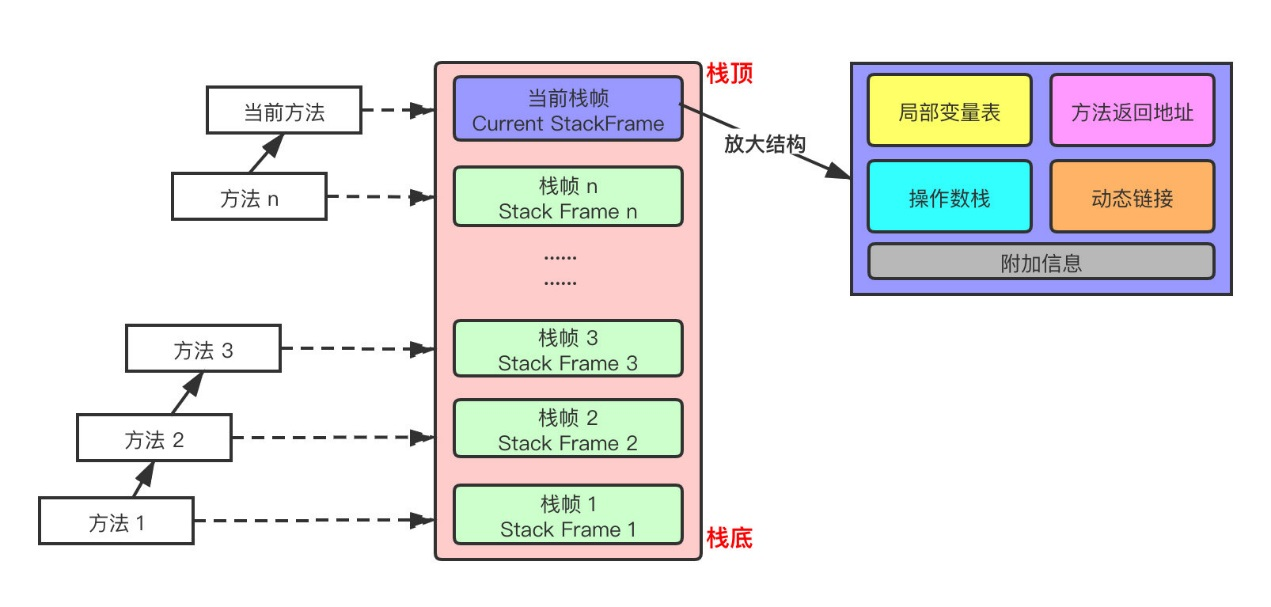 当前方法
方法 n
方法 3
方法 2
方法 1
栈顶
当前栈帧
Current StackFrame
栈帧 n
Stack Frame n
......
......
栈帧 3
Stack Frame 3
栈帧 2
Stack Frame 2
栈帧 1
Stack Frame 1
栈底
放大结构
局部变量表
方法返回地址
操作数栈
动态链接
附加信息